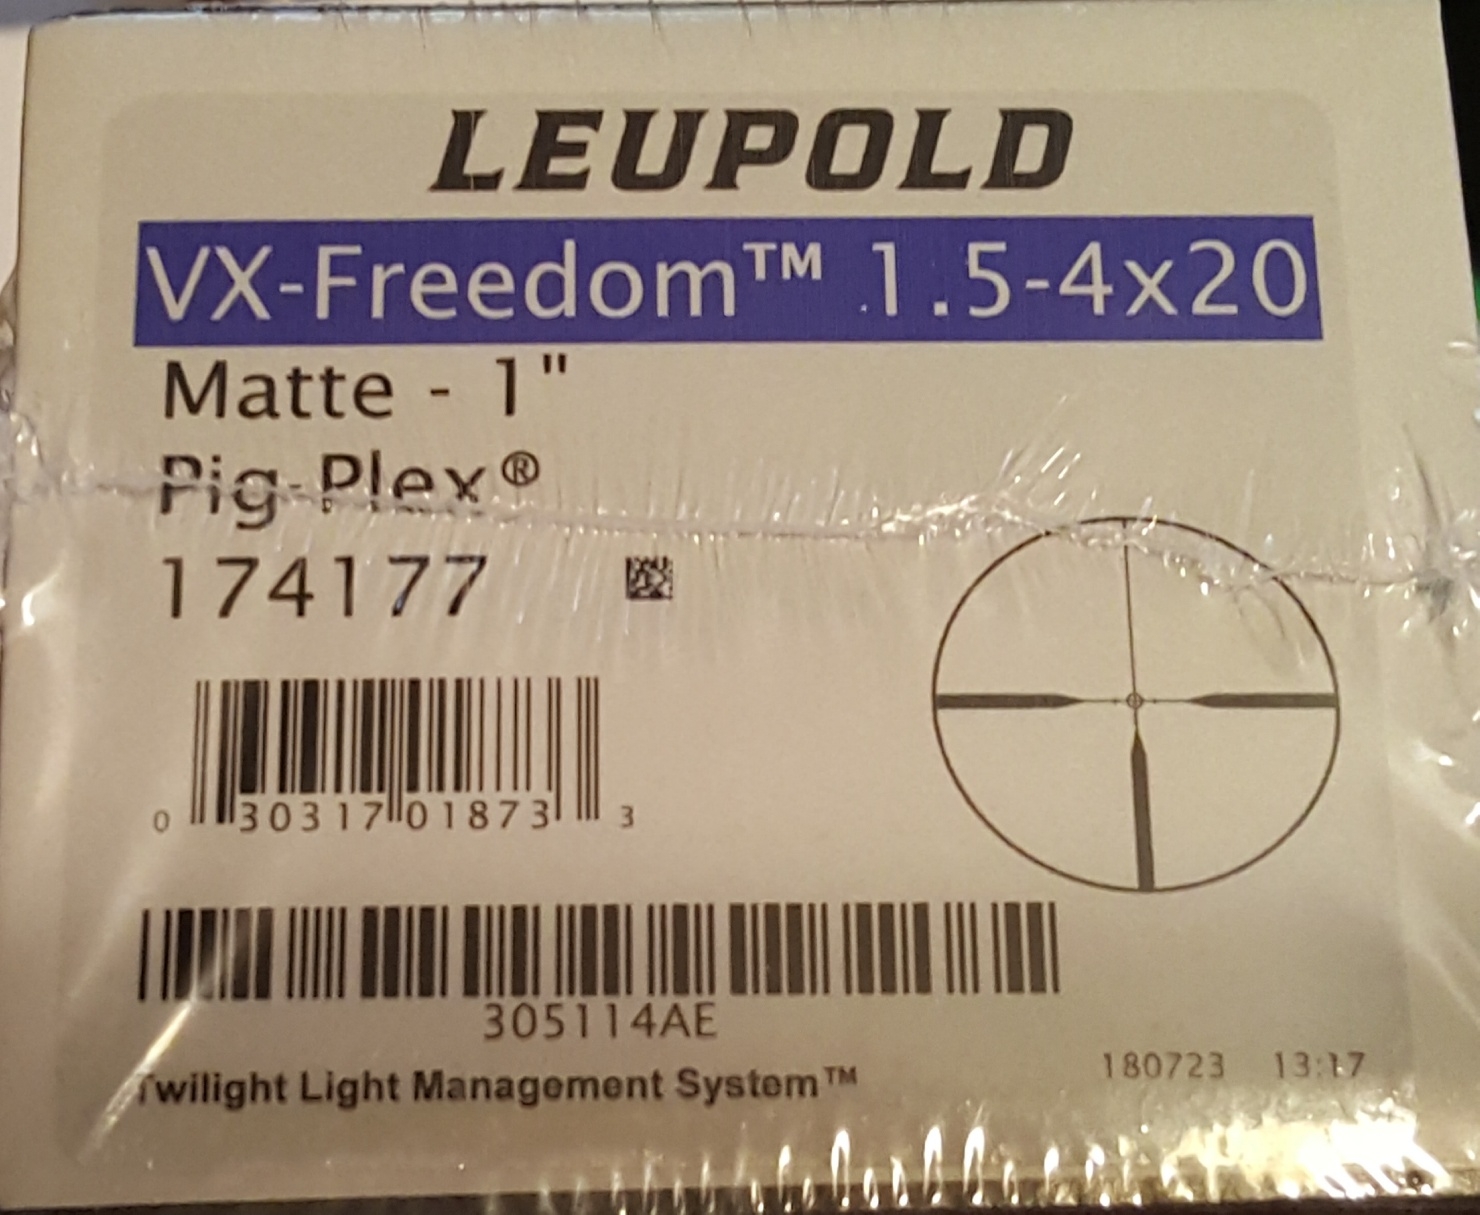 LEUPOLD
VX-Freedom™ 1.5-4x20
Matte - 1"
Pig-Plex®
174177
0 30317 01873 3
305114AE
Twilight Light Management System™
180723 13:17